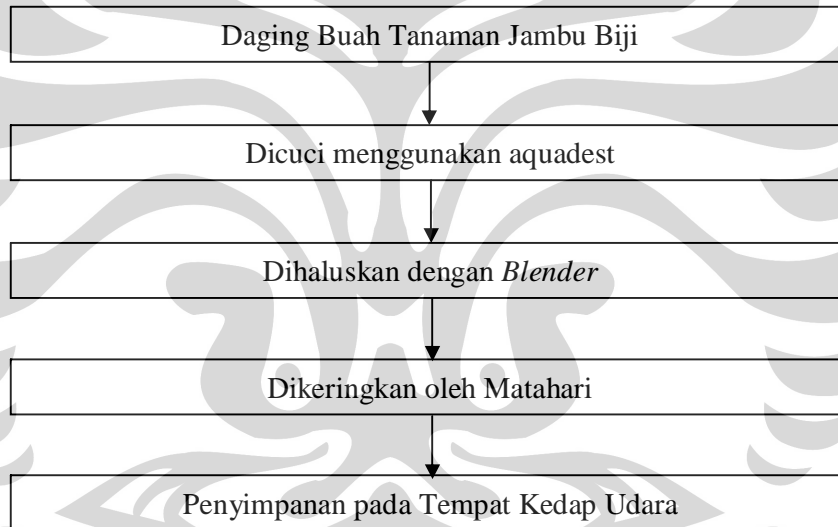 Daging Buah Tanaman Jambu Biji
Dicuci menggunakan aquadest
Dihaluskan dengan Blender
Dikeringkan oleh Matahari
Penyimpanan pada Tempat Kedap Udara